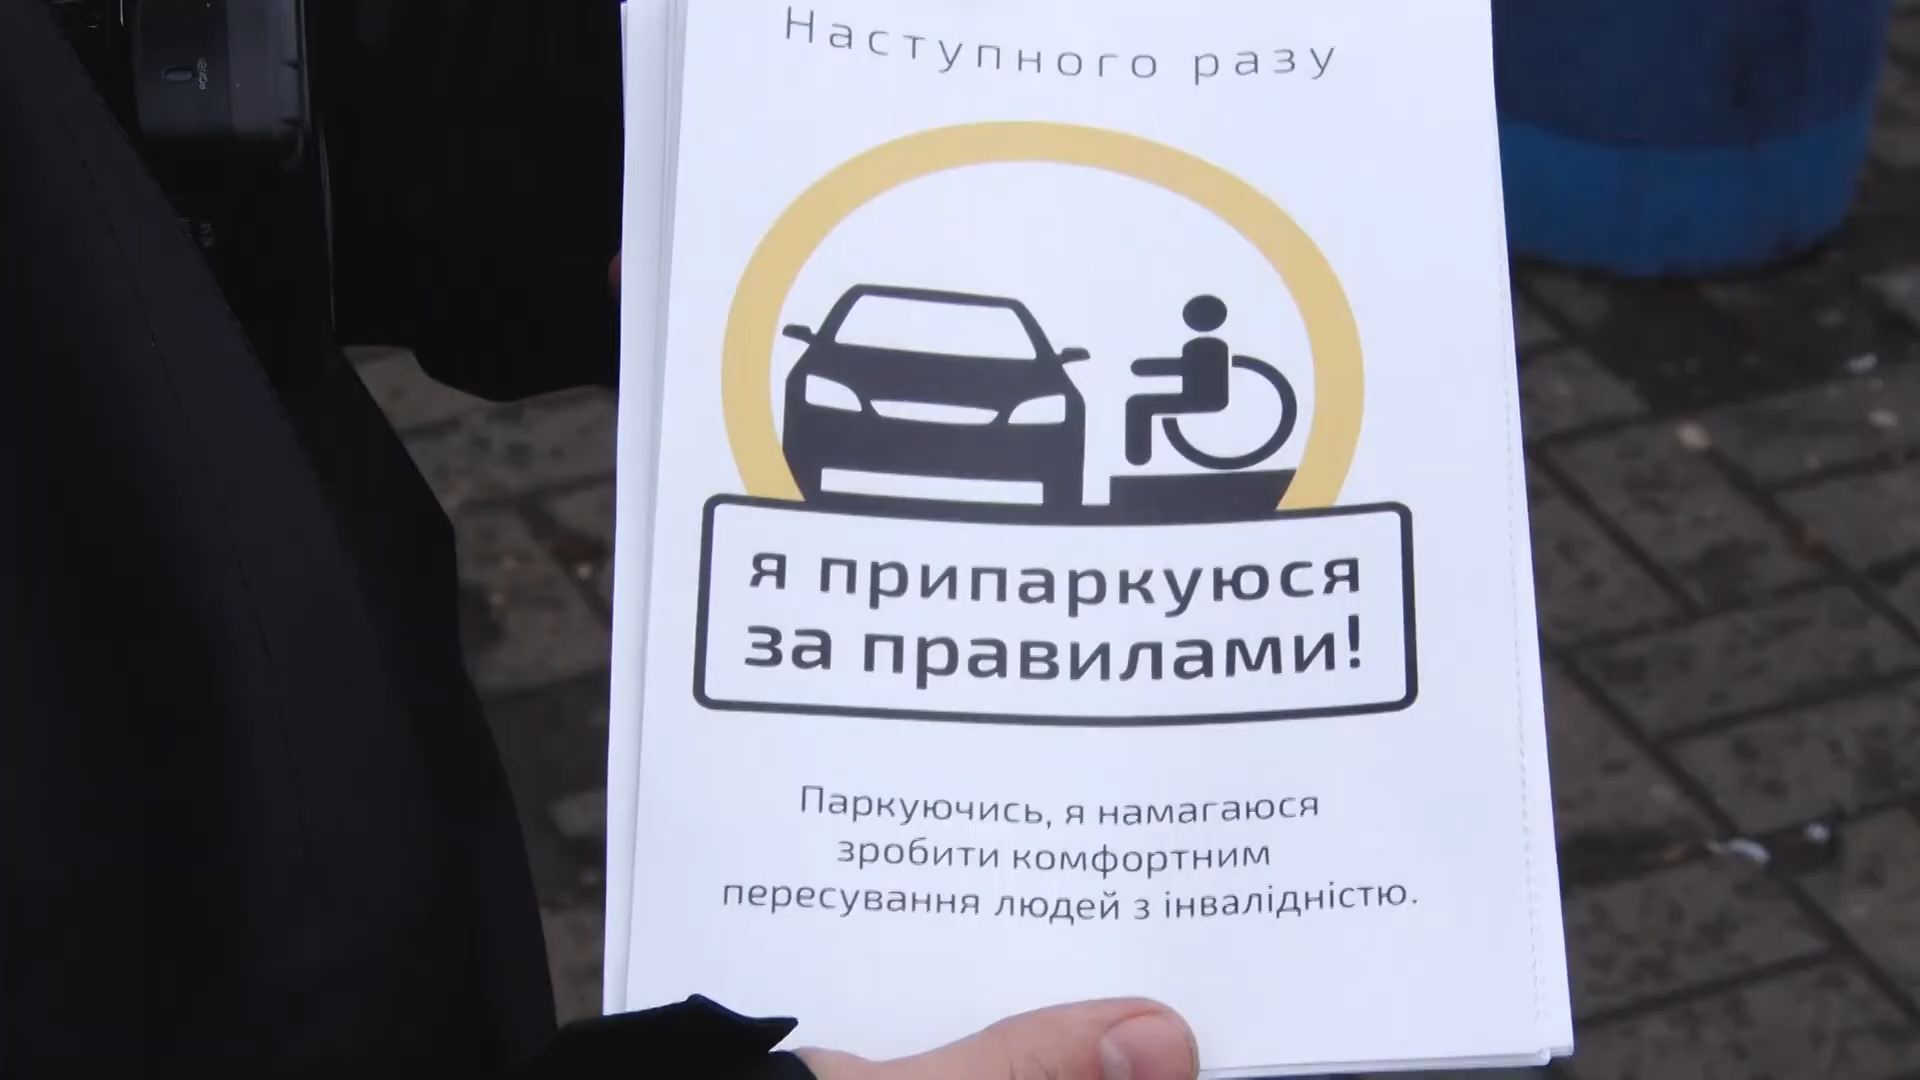 Наступного разу
я припаркуюся
за правилами!
Паркуючись, я намагаюся
зробити комфортним
пересування людей з інвалідністю.